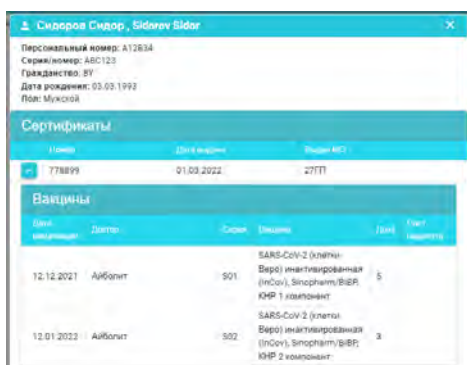 Сидоров Сидор , Sidorov Sidor
Персональный номер: A12B34
Серия/номер: ABC123
Гражданство: BY
Дата рождения: 03.03.1993
Пол: Мужской
Сертификаты
Номер Дата выдачи Выдан МО
778899 01.03.2022 27ГП
Вакцины
Дата вакцинации Доктор Серия Вакцина Доза
12.12.2021 Айболит S01 SARS-CoV-2 (клетки
Веро) инактивированная
(InCov), Sinopharm/BIBP,
КНР 1 компонент 5
12.01.2022 Айболит S02 SARS-CoV-2 (клетки
Веро) инактивированная
(InCov), Sinopharm/BIBP,
КНР 2 компонент 3